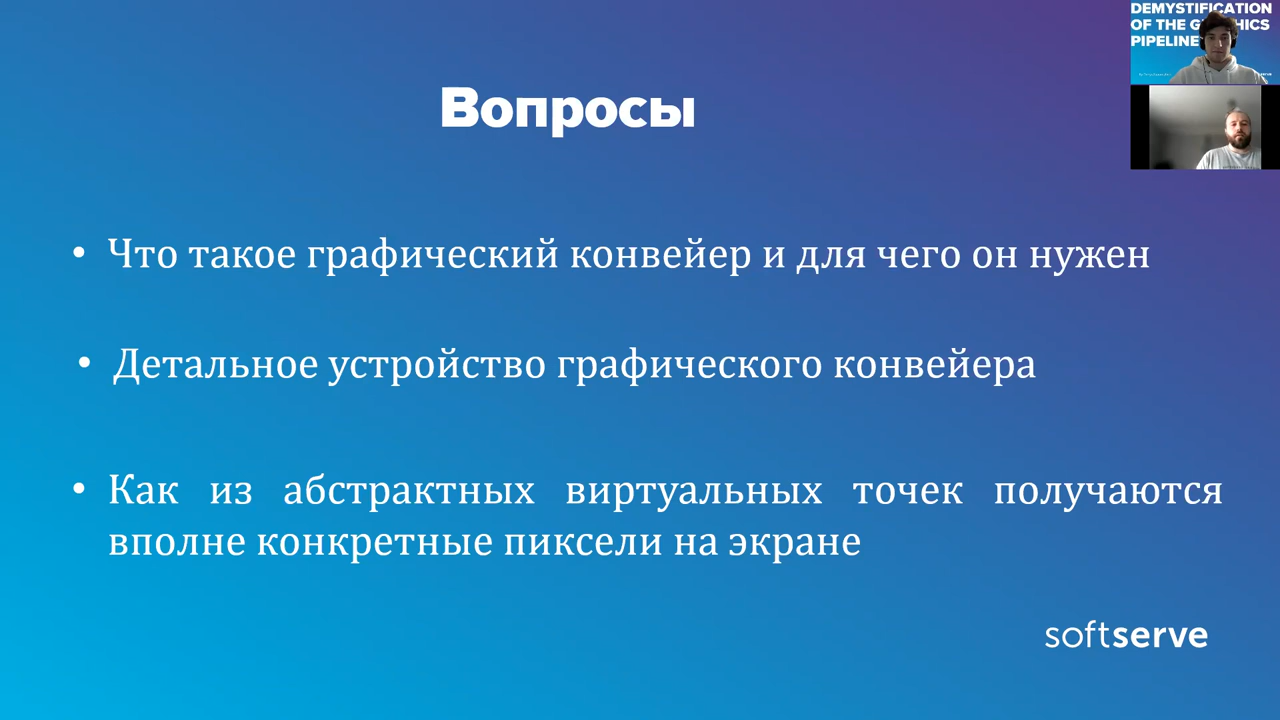 DEMYSTIFICATION
OF THE
PIPELINE
Вопросы
• Что такое графический конвейер и для чего он нужен
• Детальное устройство графического конвейера
• Как из абстрактных виртуальных точек получаются
вполне конкретные пиксели на экране
softserve